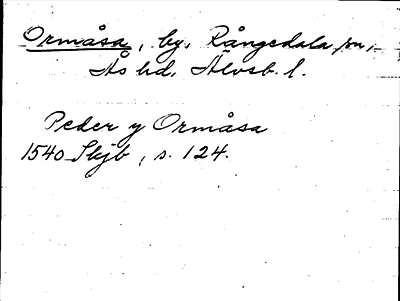 Ormåsa, by, Rångedala sn,
Ås hd, Älvsb. l.
Peder y Ormåsa
1540 Skjb, s. 124.